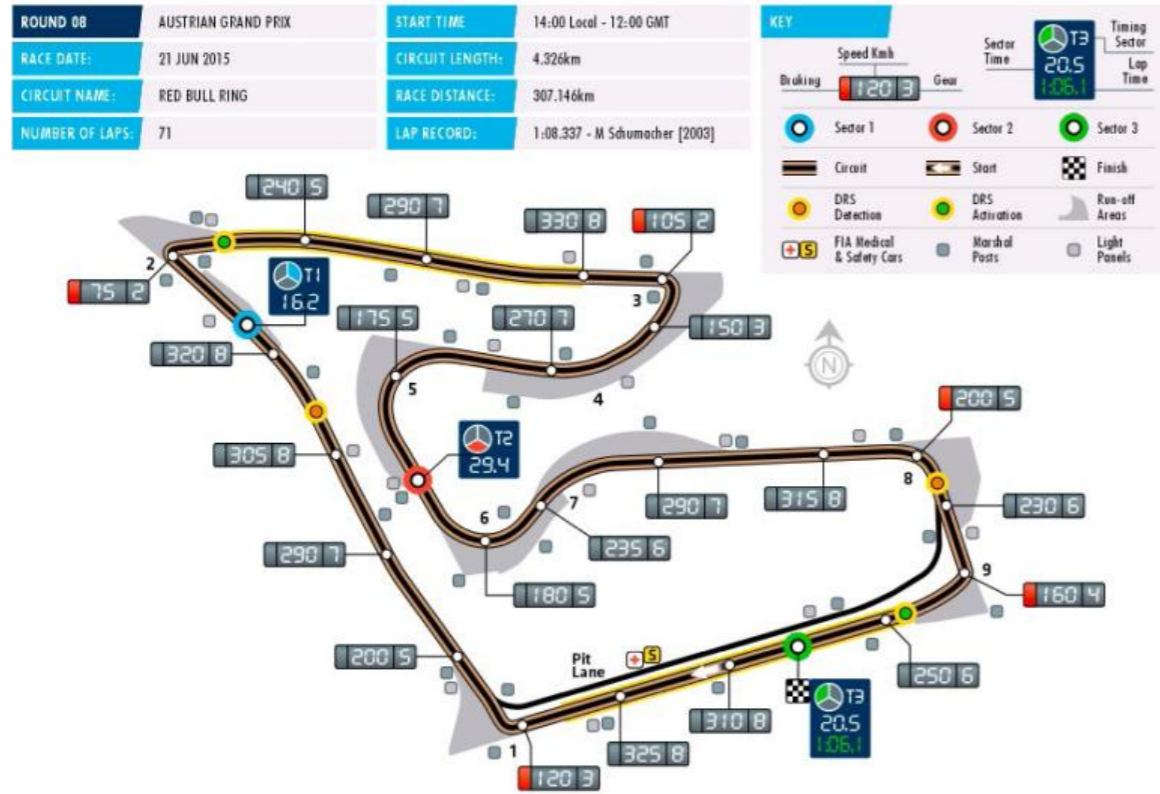 ROUND 08
AUSTRIAN GRAND PRIX
START TIME
14:00 Local - 12:00 GMT
RACE DATE:
21 JUN 2015
CIRCUIT LENGTH:
4.326km
CIRCUIT NAME:
RED BULL RING
RACE DISTANCE:
307.146km
NUMBER OF LAPS:
71
LAP RECORD:
1:08.337 - M Schumacher [2003]
KEY
Speed Kmh
Braking
120 3
Gear
Sector Time
T3
20.5
1:06.1
Timing Sector
Lap Time
Sector 1
Sector 2
Sector 3
Circuit
Start
Finish
DRS Detection
DRS Activation
Run-off Areas
S
FIA Medical & Safety Cars
Marshal Posts
Light Panels
240 5
290 7
330 8
105 2
2
T1
16.2
75 2
3
175 5
270 7
150 3
320 8
5
4
N
200 5
T2
29.4
305 8
8
7
290 7
315 8
230 6
6
235 6
290 7
9
180 5
160 4
200 5
Pit Lane
S
250 6
T3
20.5
1:06.1
310 8
1
325 8
120 3